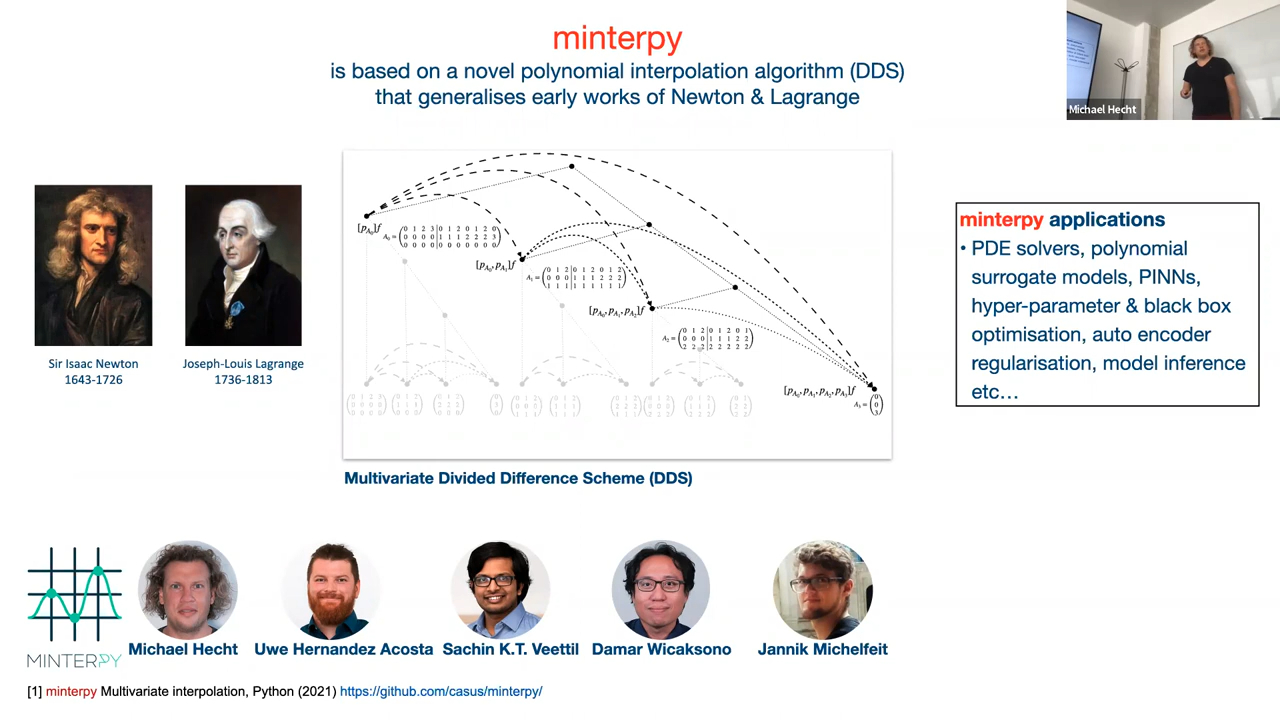 minterpy
is based on a novel polynomial interpolation algorithm (DDS)
that generalises early works of Newton & Lagrange
Michael Hecht
Sir Isaac Newton
1643-1726
Joseph-Louis Lagrange
1736-1813
minterpy applications
• PDE solvers, polynomial
surrogate models, PINNs,
hyper-parameter & black box
optimisation, auto encoder
regularisation, model inference
etc…
Multivariate Divided Difference Scheme (DDS)
MINTERPY
Michael Hecht
Uwe Hernandez Acosta
Sachin K.T. Veettil
Damar Wicaksono
Jannik Michelfeit
[1] minterpy Multivariate interpolation, Python (2021) https://github.com/casus/minterpy/